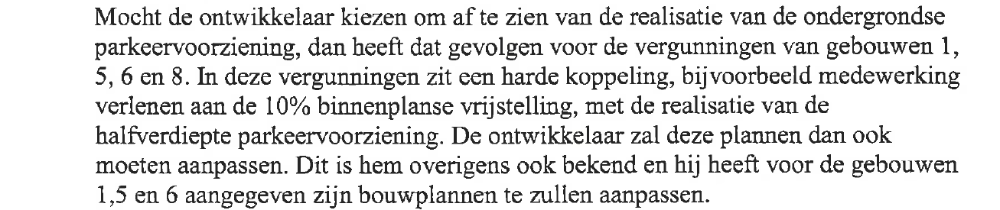 Mocht de ontwikkelaar kiezen om af te zien van de realisatie van de ondergrondse
parkeervoorziening, dan heeft dat gevolgen voor de vergunningen van gebouwen 1,
5, 6 en 8. In deze vergunningen zit een harde koppeling, bijvoorbeeld medewerking
verlenen aan de 10% binnenplanse vrijstelling, met de realisatie van de
halfverdiepte parkeervoorziening. De ontwikkelaar zal deze plannen dan ook
moeten aanpassen. Dit is hem overigens ook bekend en hij heeft voor de gebouwen
1,5 en 6 aangegeven zijn bouwplannen te zullen aanpassen.